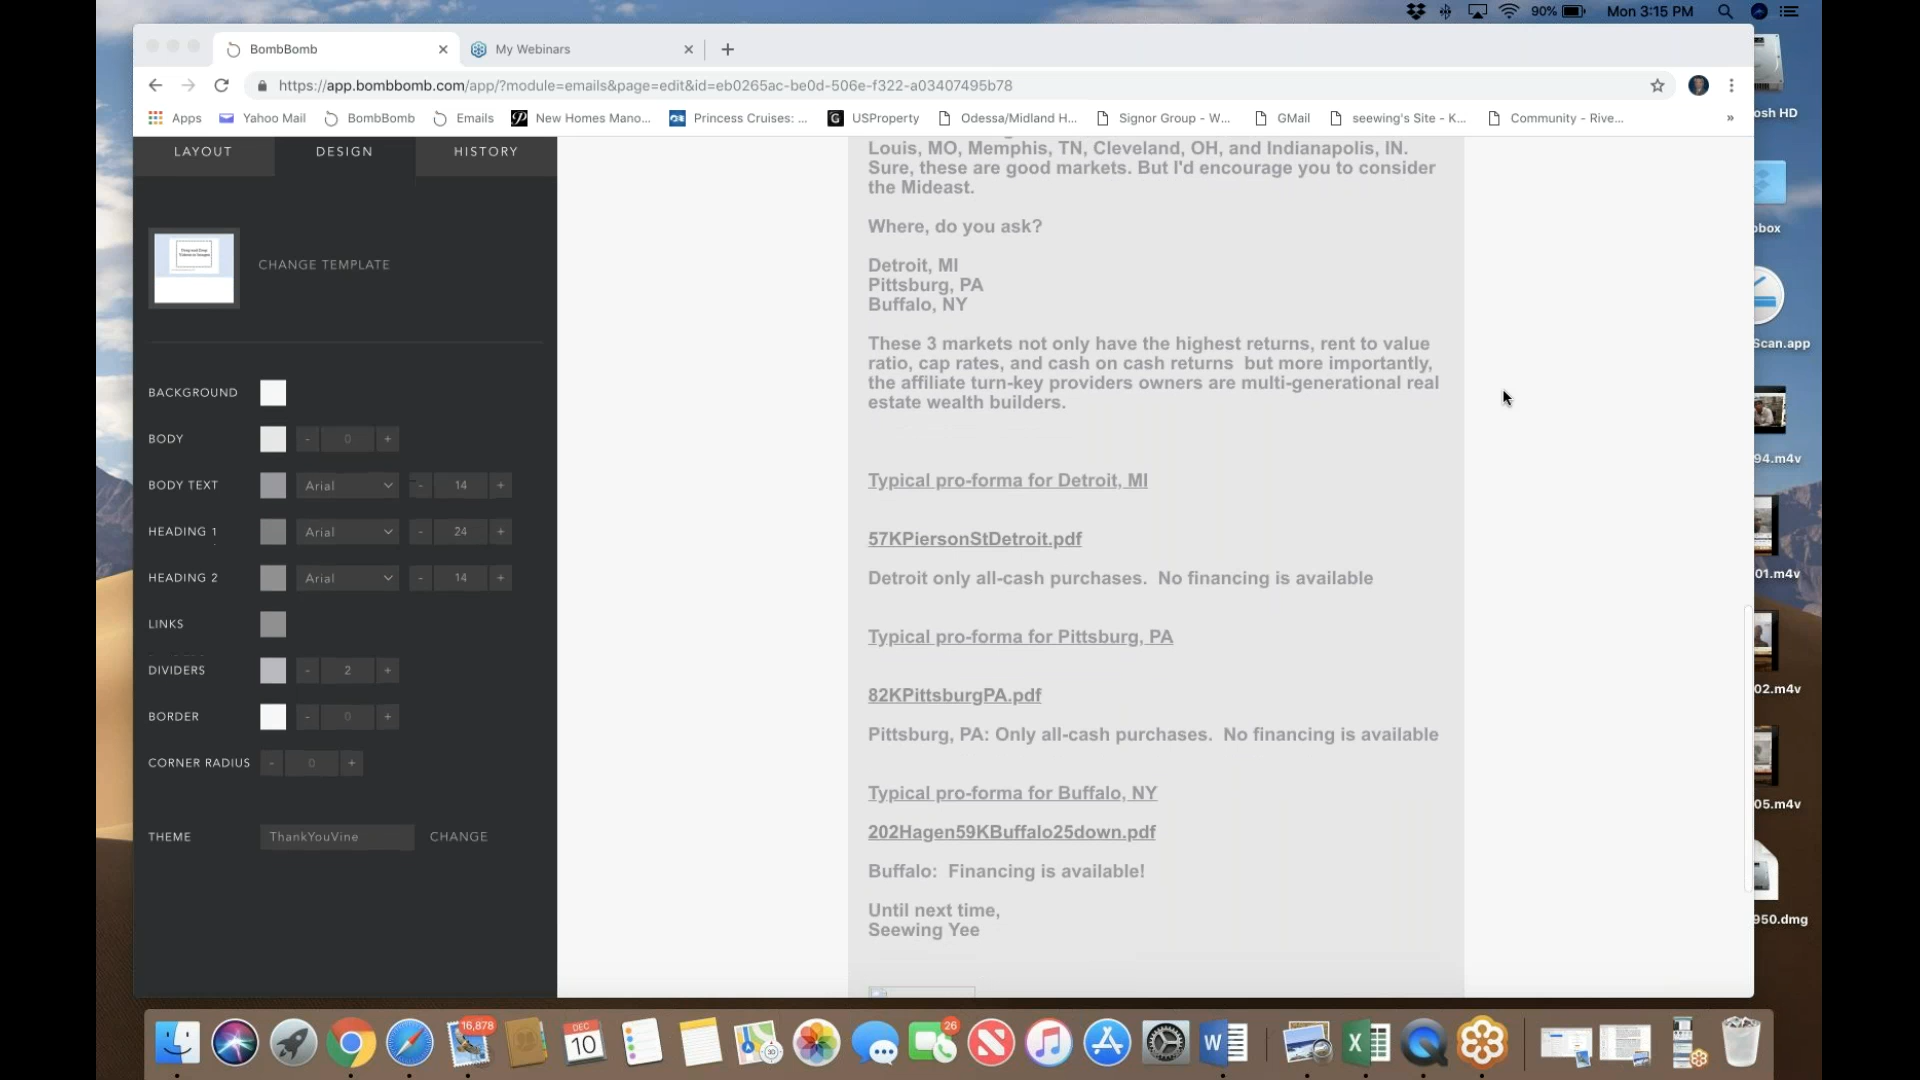 90%
Mon 3:15 PM
BombBomb
My Webinars
https://app.bombbomb.com/app/?module=emails&page=edit&id=eb0265ac-be0d-506e-f322-a03407495b78
Apps
Yahoo Mail
BombBomb
Emails
New Homes Mano...
Princess Cruises: ...
USProperty
Odessa/Midland H...
Signor Group - W...
GMail
seewing's Site - K...
Community - Rive...
»
osh HD
LAYOUT
DESIGN
HISTORY
CHANGE TEMPLATE
BACKGROUND
BODY
- 0 +
BODY TEXT
Arial
- 14 +
HEADING 1
Arial
- 24 +
HEADING 2
Arial
- 14 +
LINKS
DIVIDERS
- 2 +
BORDER
- 0 +
CORNER RADIUS
- 0 +
THEME
ThankYouVine
CHANGE
Louis, MO, Memphis, TN, Cleveland, OH, and Indianapolis, IN.
Sure, these are good markets. But I'd encourage you to consider
the Mideast.
Where, do you ask?
Detroit, MI
Pittsburg, PA
Buffalo, NY
These 3 markets not only have the highest returns, rent to value
ratio, cap rates, and cash on cash returns  but more importantly,
the affiliate turn-key providers owners are multi-generational real
estate wealth builders.
Typical pro-forma for Detroit, MI
57KPiersonStDetroit.pdf
Detroit only all-cash purchases.  No financing is available
Typical pro-forma for Pittsburg, PA
82KPittsburgPA.pdf
Pittsburg, PA: Only all-cash purchases.  No financing is available
Typical pro-forma for Buffalo, NY
202Hagen59KBuffalo25down.pdf
Buffalo:  Financing is available!
Until next time,
Seewing Yee
obox
Scan.app
94.m4v
01.m4v
02.m4v
05.m4v
950.dmg
16,878
DEC
10
26